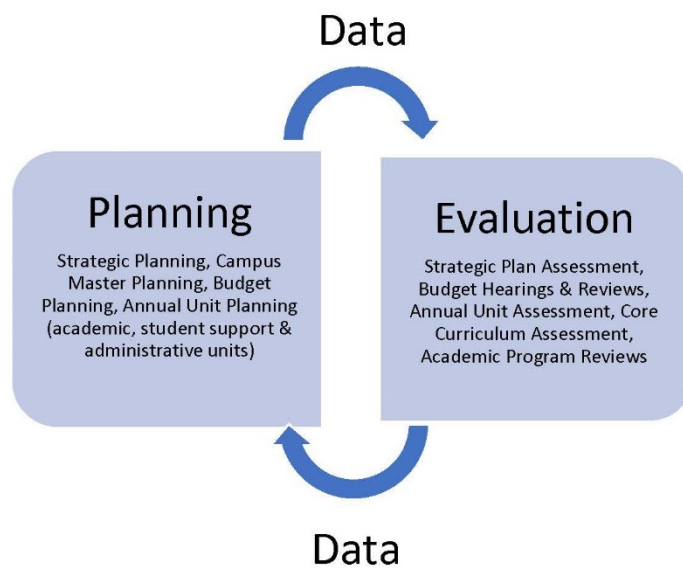 Data
Planning
Strategic Planning, Campus
Master Planning, Budget
Planning, Annual Unit Planning
(academic, student support &
administrative units)
Evaluation
Strategic Plan Assessment,
Budget Hearings & Reviews,
Annual Unit Assessment, Core
Curriculum Assessment,
Academic Program Reviews
Data